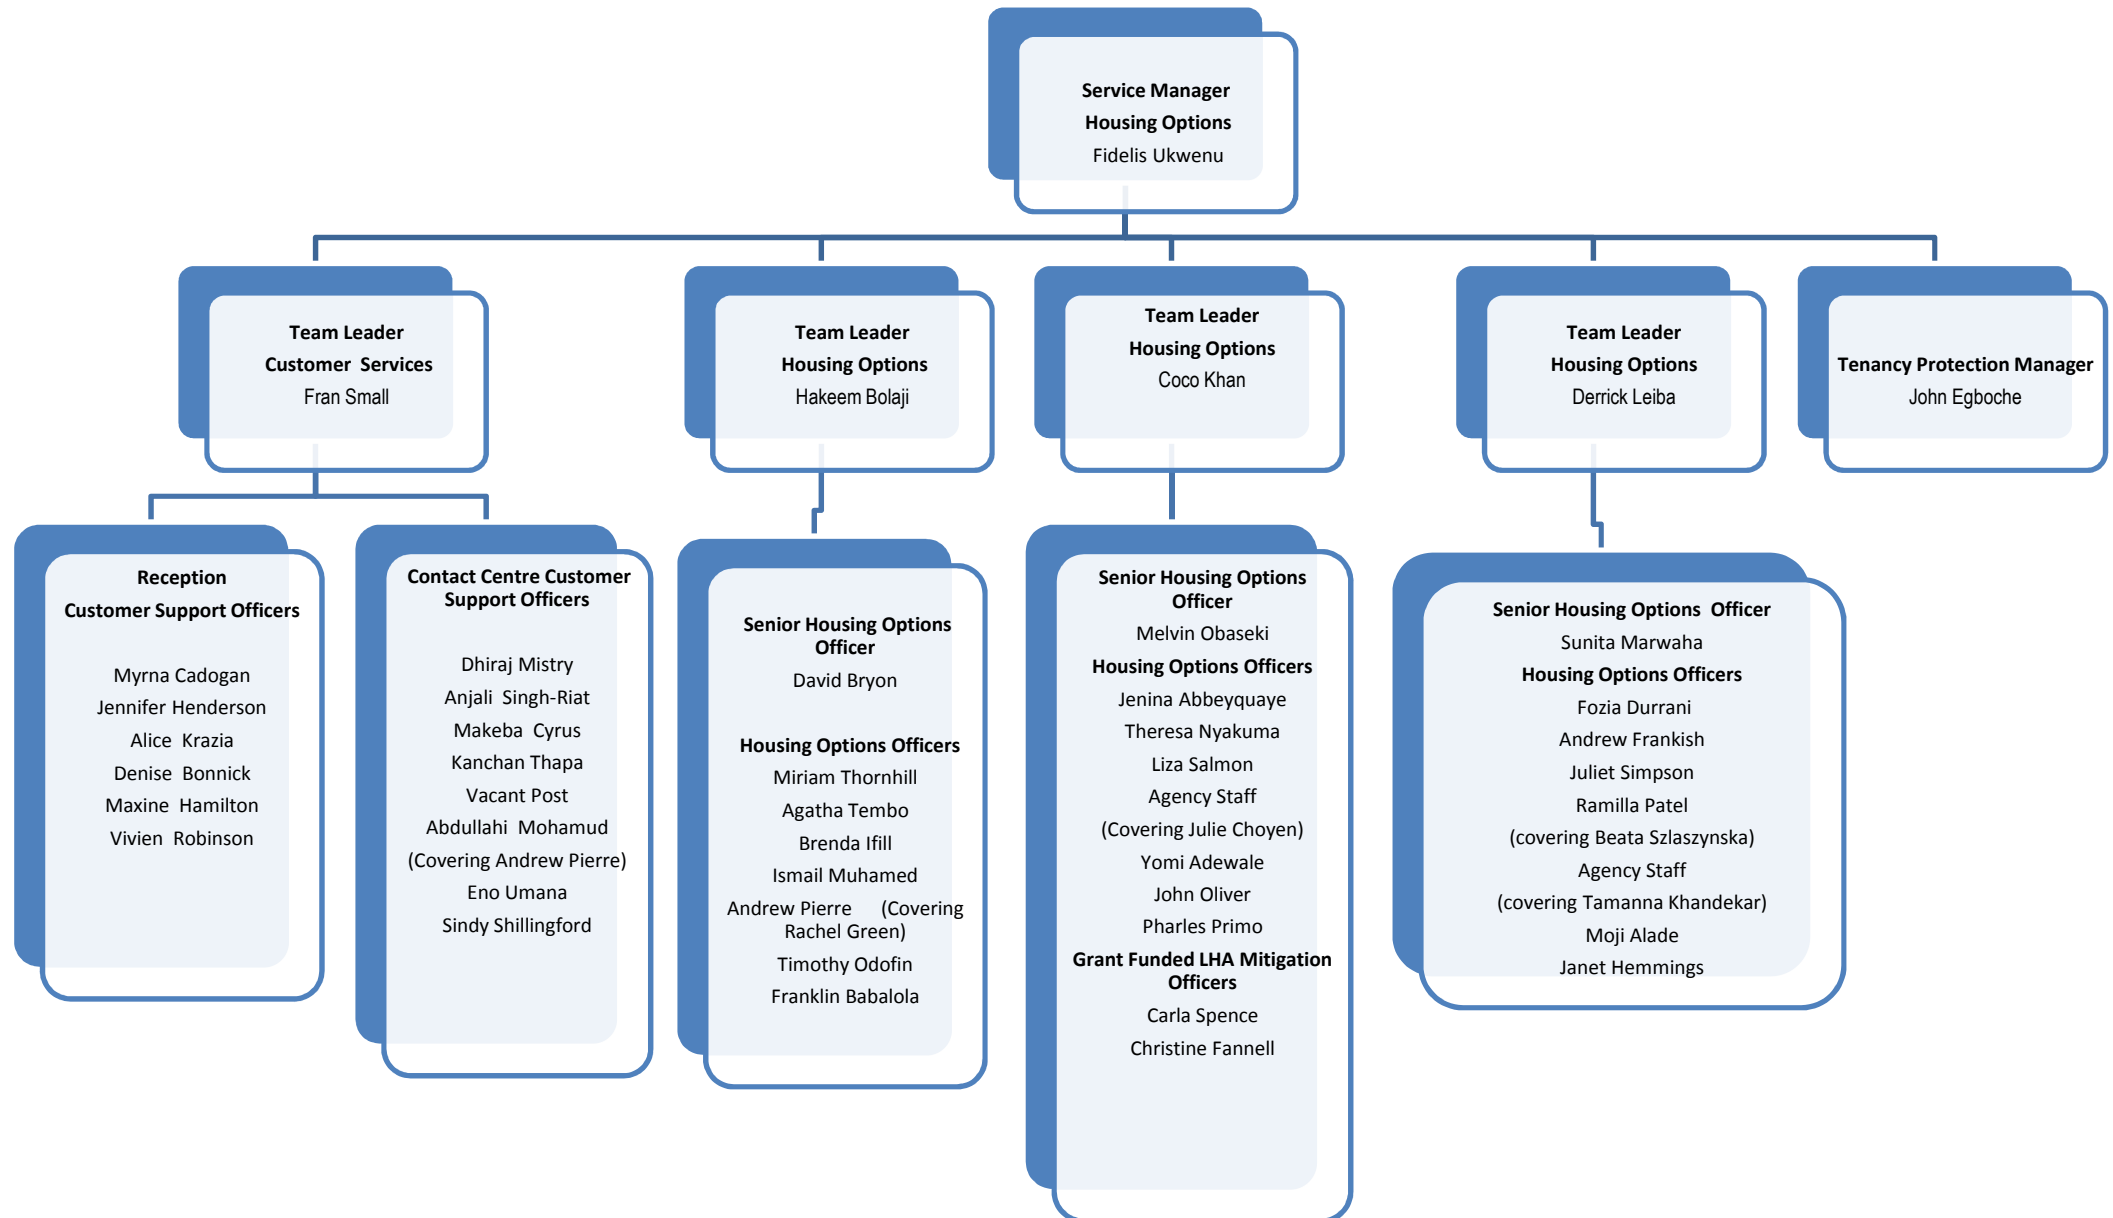 Service Manager
Housing Options
Fidelis Ukwenu
Team Leader
Customer Services
Fran Small
Team Leader
Housing Options
Hakeem Bolaji
Team Leader
Housing Options
Coco Khan
Team Leader
Housing Options
Derrick Leiba
Tenancy Protection Manager
John Egboche
Reception
Customer Support Officers
Myrna Cadogan
Jennifer Henderson
Alice Krazia
Denise Bonnick
Maxine Hamilton
Vivien Robinson
Contact Centre Customer
Support Officers
Dhiraj Mistry
Anjali Singh-Riat
Makeba Cyrus
Kanchan Thapa
Vacant Post
Abdullahi Mohamud
(Covering Andrew Pierre)
Eno Umana
Sindy Shillingford
Senior Housing Options
Officer
David Bryon
Housing Options Officers
Miriam Thornhill
Agatha Tembo
Brenda Ifill
Ismail Muhamed
Andrew Pierre (Covering
Rachel Green)
Timothy Odofin
Franklin Babalola
Senior Housing Options
Officer
Melvin Obaseki
Housing Options Officers
Jenina Abbeyquaye
Theresa Nyakuma
Liza Salmon
Agency Staff
(Covering Julie Choyen)
Yomi Adewale
John Oliver
Pharles Primo
Grant Funded LHA Mitigation
Officers
Carla Spence
Christine Fannell
Senior Housing Options Officer
Sunita Marwaha
Housing Options Officers
Fozia Durrani
Andrew Frankish
Juliet Simpson
Ramilla Patel
(covering Beata Szlaszynska)
Agency Staff
(covering Tamanna Khandekar)
Moji Alade
Janet Hemmings